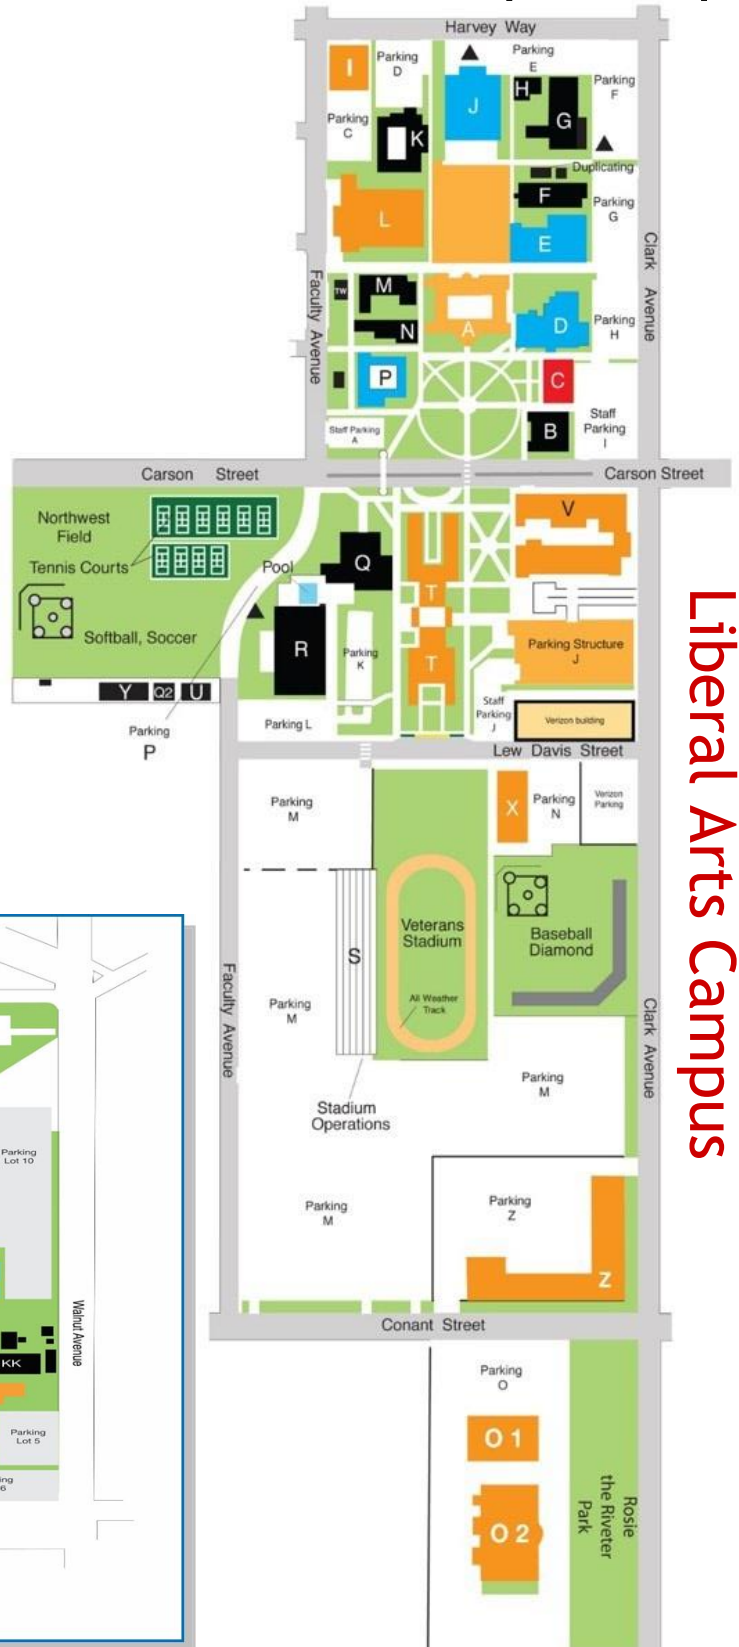 Harvey Way
I
Parking
D
J
Parking
E
H
G
Parking
F
Parking
C
K
Duplicating
L
F
Parking
G
E
Clark Avenue
Faculty Avenue
TW
M
N
A
D
Parking
H
P
C
B
Staff
Parking
I
Staff Parking
A
Carson Street
Carson Street
Northwest
Field
Tennis Courts
Softball, Soccer
Pool
Q
V
T
R
T
Parking
K
Parking Structure
J
Y
Q2
U
Parking
P
Parking L
Staff
Parking
J
Verizon building
Lew Davis Street
Liberal Arts Campus
Parking
M
X
Parking
N
Verizon
Parking
Veterans
Stadium
S
All Weather
Track
Baseball
Diamond
Faculty Avenue
Parking
M
Clark Avenue
Stadium
Operations
Parking
M
Parking
M
Parking
Z
Z
Conant Street
Parking
O
O 1
O 2
Rosie
the Riveter
Park
Parking
Lot 10
Walnut Avenue
KK
Parking
Lot 5
ing
6